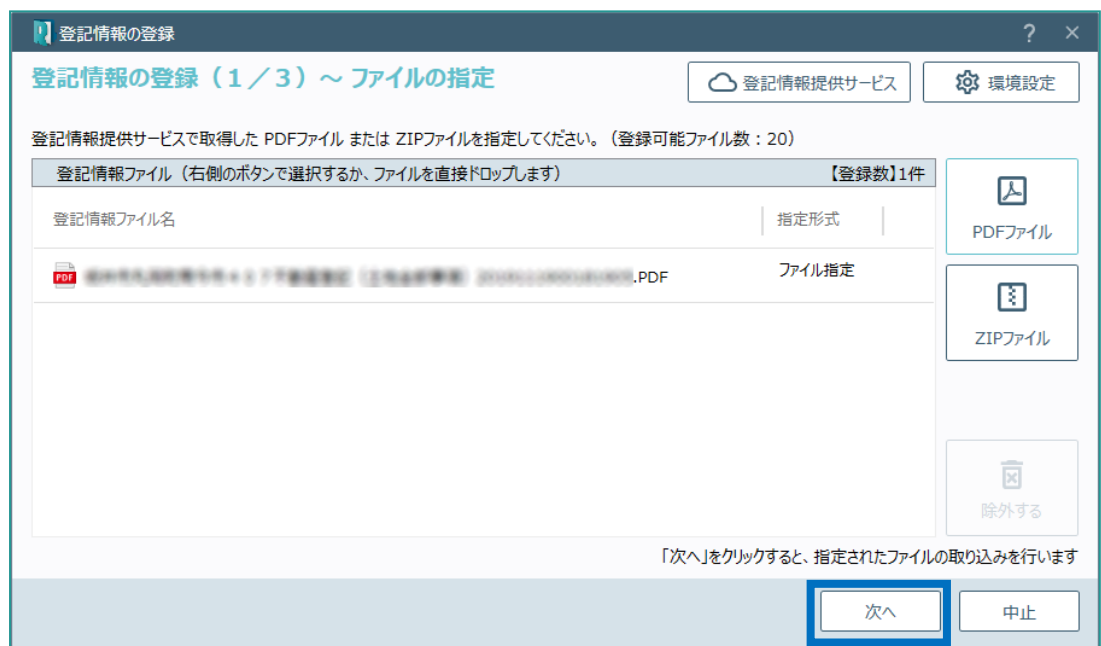 登記情報の登録
登記情報の登録（１／３）～ ファイルの指定
登記情報提供サービス
環境設定
登記情報提供サービスで取得した PDFファイル または ZIPファイルを指定してください。（登録可能ファイル数：20）
登記情報ファイル（右側のボタンで選択するか、ファイルを直接ドロップします）
【登録数】1件
PDFファイル
登記情報ファイル名
指定形式
PDF
.PDF
ファイル指定
ZIPファイル
除外する
「次へ」をクリックすると、指定されたファイルの取り込みを行います
次へ
中止